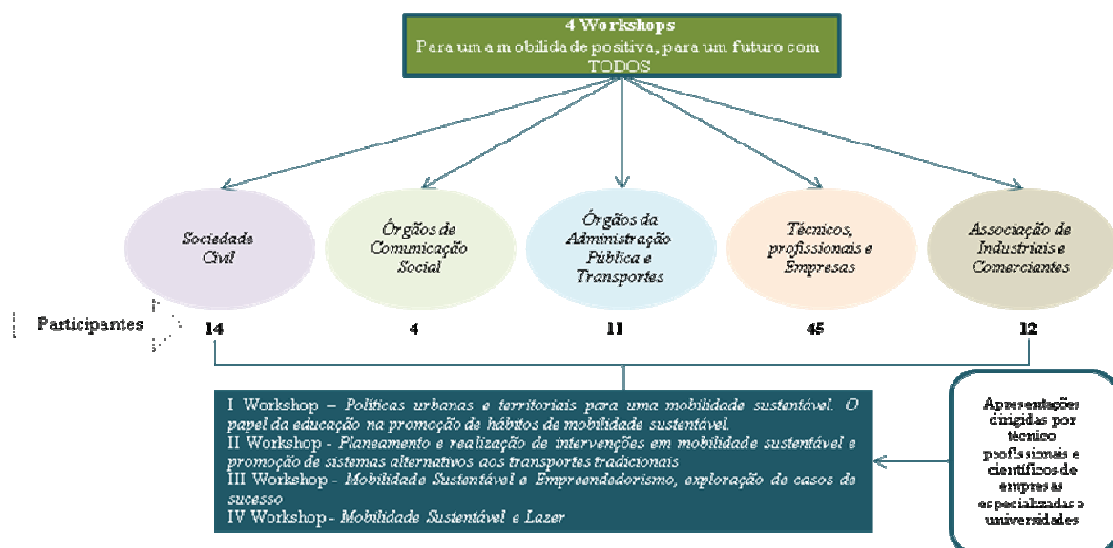 4 Workshops
Para uma mobilidade positiva, para um futuro com
TODOS
Sociedade
Civil
Órgãos de
Comunicação
Social
Órgãos da
Administração
Pública e
Transportes
Técnicos,
profissionais e
Empresas
Associação de
Industriais e
Comerciantes
Participantes
14
4
11
45
12
I Workshop – Políticas urbanas e territoriais para uma mobilidade sustentável. O
papel da educação na promoção de hábitos de mobilidade sustentável.
II Workshop - Planeamento e realização de intervenções em mobilidade sustentável e
promoção de sistemas alternativos aos transportes tradicionais
III Workshop - Mobilidade Sustentável e Empreendedorismo, exploração de casos de
sucesso
IV Workshop - Mobilidade Sustentável e Lazer
Apresentações
dirigidas por
técnico
profissionais e
científicos de
empresas
especializadas e
universidades